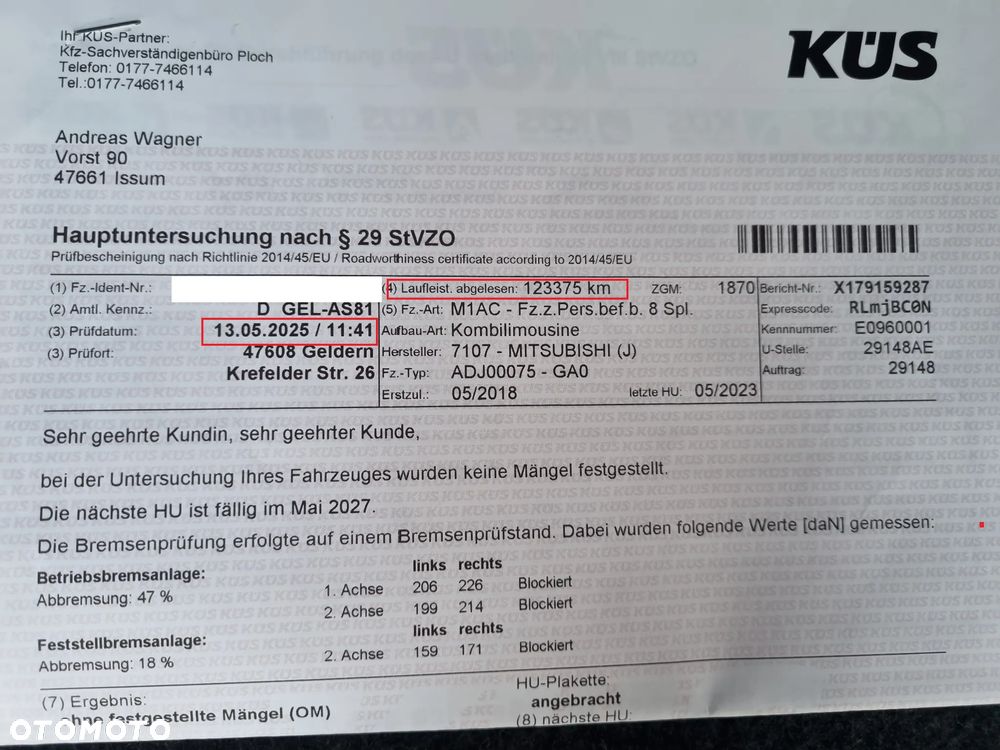 Ihr KÜS-Partner:
Kfz-Sachverständigenbüro Ploch
Telefon: 0177-7466114
Tel.:0177-7466114
KÜS
Andreas Wagner
Vorst 90
47661 Issum
Hauptuntersuchung nach § 29 StVZO
Prüfbescheinigung nach Richtlinie 2014/45/EU / Roadworthiness certificate according to 2014/45/EU
(1) Fz.-Ident-Nr.: (4) Laufleist. abgelesen: 123375 km ZGM: 1870 Bericht-Nr.: X179159287
(2) Amtl. Kennz.: D GEL-AS81 (5) Fz.-Art: M1AC - Fz.z.Pers.bef.b. 8 Spl. Expresscode: RLmjBC0N
(3) Prüfdatum: 13.05.2025 / 11:41 Aufbau-Art: Kombilimousine Kennnummer: E0960001
(3) Prüfort: 47608 Geldern Hersteller: 7107 - MITSUBISHI (J) U-Stelle: 29148AE
Krefelder Str. 26 Fz.-Typ: ADJ00075 - GA0 Auftrag: 29148
Erstzul.: 05/2018 letzte HU: 05/2023
Sehr geehrte Kundin, sehr geehrter Kunde,
bei der Untersuchung Ihres Fahrzeuges wurden keine Mängel festgestellt.
Die nächste HU ist fällig im Mai 2027.
Die Bremsenprüfung erfolgte auf einem Bremsenprüfstand. Dabei wurden folgende Werte [daN] gemessen:
links rechts
Betriebsbremsanlage: 1. Achse 206 226 Blockiert
Abbremsung: 47 % 2. Achse 199 214 Blockiert
links rechts
Feststellbremsanlage: 2. Achse 159 171 Blockiert
Abbremsung: 18 %
(7) Ergebnis: HU-Plakette:
ohne festgestellte Mängel (OM) angebracht
(8) nächste HU:
OTOMOTO